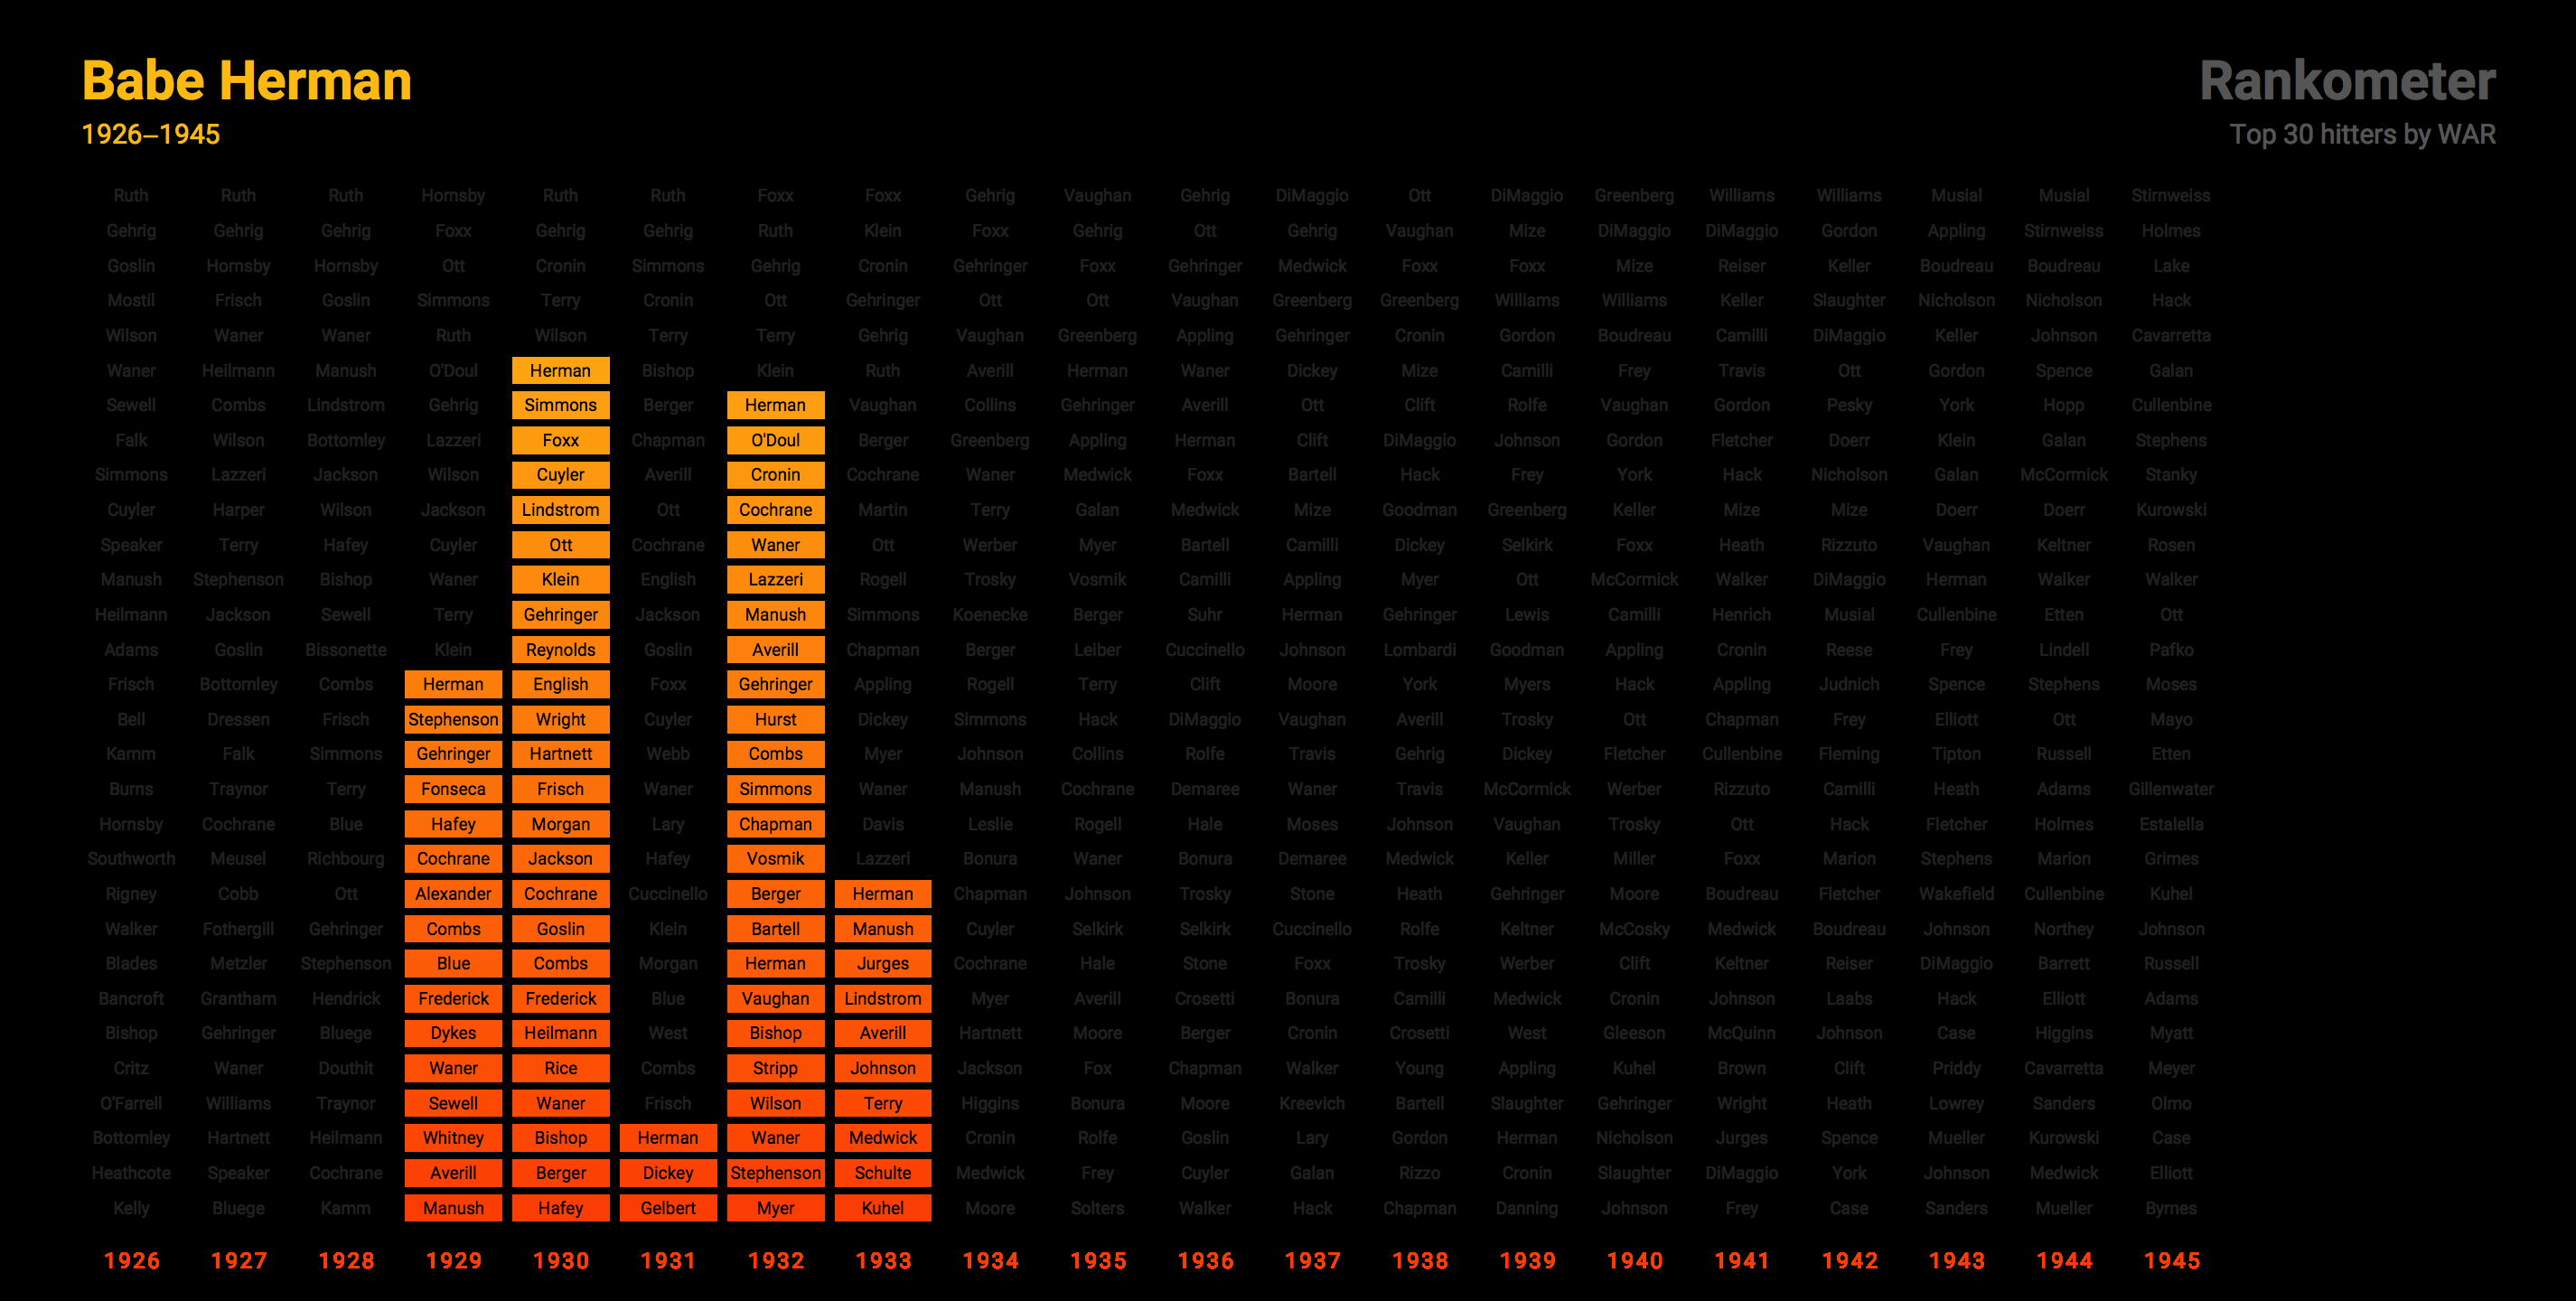 Babe Herman Rankometer
1926–1945 Top 30 hitters by WAR
Ruth Ruth Ruth Hornsby Ruth Ruth Foxx Foxx Gehrig Vaughan Gehrig DiMaggio Ott DiMaggio Greenberg Williams Williams Musial Musial Stirnweiss
Gehrig Gehrig Gehrig Foxx Gehrig Gehrig Ruth Klein Foxx Gehrig Ott Gehrig Vaughan Mize DiMaggio DiMaggio Gordon Appling Stirnweiss Holmes
Goslin Hornsby Hornsby Ott Cronin Simmons Gehrig Cronin Gehringer Foxx Gehringer Medwick Foxx Foxx Mize Reiser Keller Boudreau Boudreau Lake
Mostil Frisch Goslin Simmons Terry Cronin Ott Gehringer Ott Ott Vaughan Greenberg Greenberg Williams Williams Keller Slaughter Nicholson Nicholson Hack
Wilson Waner Waner Ruth Wilson Terry Terry Gehrig Vaughan Greenberg Appling Gehringer Cronin Gordon Boudreau Camilli DiMaggio Keller Johnson Cavarretta
Waner Heilmann Manush O'Doul Herman Bishop Klein Ruth Averill Herman Waner Dickey Mize Camilli Frey Travis Ott Gordon Spence Galan
Sewell Combs Lindstrom Gehrig Simmons Berger Herman Vaughan Collins Gehringer Averill Ott Clift Rolfe Vaughan Gordon Pesky York Hopp Cullenbine
Falk Wilson Bottomley Lazzeri Foxx Chapman O'Doul Berger Greenberg Appling Herman Clift DiMaggio Johnson Gordon Fletcher Doerr Klein Galan Stephens
Simmons Lazzeri Jackson Wilson Cuyler Averill Cronin Cochrane Waner Medwick Foxx Bartell Hack Frey York Hack Nicholson Galan McCormick Stanky
Cuyler Harper Wilson Jackson Lindstrom Ott Cochrane Martin Terry Galan Medwick Mize Goodman Greenberg Keller Mize Mize Doerr Doerr Kurowski
Speaker Terry Hafey Cuyler Ott Cochrane Waner Ott Werber Myer Bartell Camilli Dickey Selkirk Foxx Heath Rizzuto Vaughan Keltner Rosen
Manush Stephenson Bishop Waner Klein English Lazzeri Rogell Trosky Vosmik Camilli Appling Myer Ott McCormick Walker DiMaggio Herman Walker Walker
Heilmann Jackson Sewell Terry Gehringer Jackson Manush Simmons Koenecke Berger Suhr Herman Gehringer Lewis Camilli Henrich Musial Cullenbine Etten Ott
Adams Goslin Bissonette Klein Reynolds Goslin Averill Chapman Berger Leiber Cuccinello Johnson Lombardi Goodman Appling Cronin Reese Frey Lindell Pafko
Frisch Bottomley Combs Herman English Foxx Gehringer Appling Rogell Terry Clift Moore York Myers Hack Appling Judnich Spence Stephens Moses
Bell Dressen Frisch Stephenson Wright Cuyler Hurst Dickey Simmons Hack DiMaggio Vaughan Averill Trosky Ott Chapman Frey Elliott Ott Mayo
Kamm Falk Simmons Gehringer Hartnett Webb Combs Myer Johnson Collins Rolfe Travis Gehrig Dickey Fletcher Cullenbine Fleming Tipton Russell Etten
Burns Traynor Terry Fonseca Frisch Waner Simmons Waner Manush Cochrane Demaree Waner Travis McCormick Werber Rizzuto Camilli Heath Adams Gillenwater
Hornsby Cochrane Blue Hafey Morgan Lary Chapman Davis Leslie Rogell Hale Moses Johnson Vaughan Trosky Ott Hack Fletcher Holmes Estalella
Southworth Meusel Richbourg Cochrane Jackson Hafey Vosmik Lazzeri Bonura Waner Bonura Demaree Medwick Keller Miller Foxx Marion Stephens Marion Grimes
Rigney Cobb Ott Alexander Cochrane Cuccinello Berger Herman Chapman Johnson Trosky Stone Heath Gehringer Moore Boudreau Fletcher Wakefield Cullenbine Kuhel
Walker Fothergill Gehringer Combs Goslin Klein Bartell Manush Cuyler Selkirk Selkirk Cuccinello Rolfe Keltner McCosky Medwick Boudreau Johnson Northey Johnson
Blades Metzler Stephenson Blue Combs Morgan Herman Jurges Cochrane Hale Stone Foxx Trosky Werber Clift Keltner Reiser DiMaggio Barrett Russell
Bancroft Grantham Hendrick Frederick Frederick Blue Vaughan Lindstrom Myer Averill Crosetti Bonura Camilli Medwick Cronin Johnson Laabs Hack Elliott Adams
Bishop Gehringer Bluege Dykes Heilmann West Bishop Averill Hartnett Moore Berger Cronin Crosetti West Gleeson McQuinn Johnson Case Higgins Myatt
Critz Waner Douthit Waner Rice Combs Stripp Johnson Jackson Fox Chapman Walker Young Appling Kuhel Brown Clift Priddy Cavarretta Meyer
O'Farrell Williams Traynor Sewell Waner Frisch Wilson Terry Higgins Bonura Moore Kreevich Bartell Slaughter Gehringer Wright Heath Lowrey Sanders Olmo
Bottomley Hartnett Heilmann Whitney Bishop Herman Waner Medwick Cronin Rolfe Goslin Lary Gordon Herman Nicholson Jurges Spence Mueller Kurowski Case
Heathcote Speaker Cochrane Averill Berger Dickey Stephenson Schulte Medwick Frey Cuyler Galan Rizzo Cronin Slaughter DiMaggio York Johnson Medwick Elliott
Kelly Bluege Kamm Manush Hafey Gelbert Myer Kuhel Moore Solters Walker Hack Chapman Danning Johnson Frey Case Sanders Mueller Byrnes
1926 1927 1928 1929 1930 1931 1932 1933 1934 1935 1936 1937 1938 1939 1940 1941 1942 1943 1944 1945